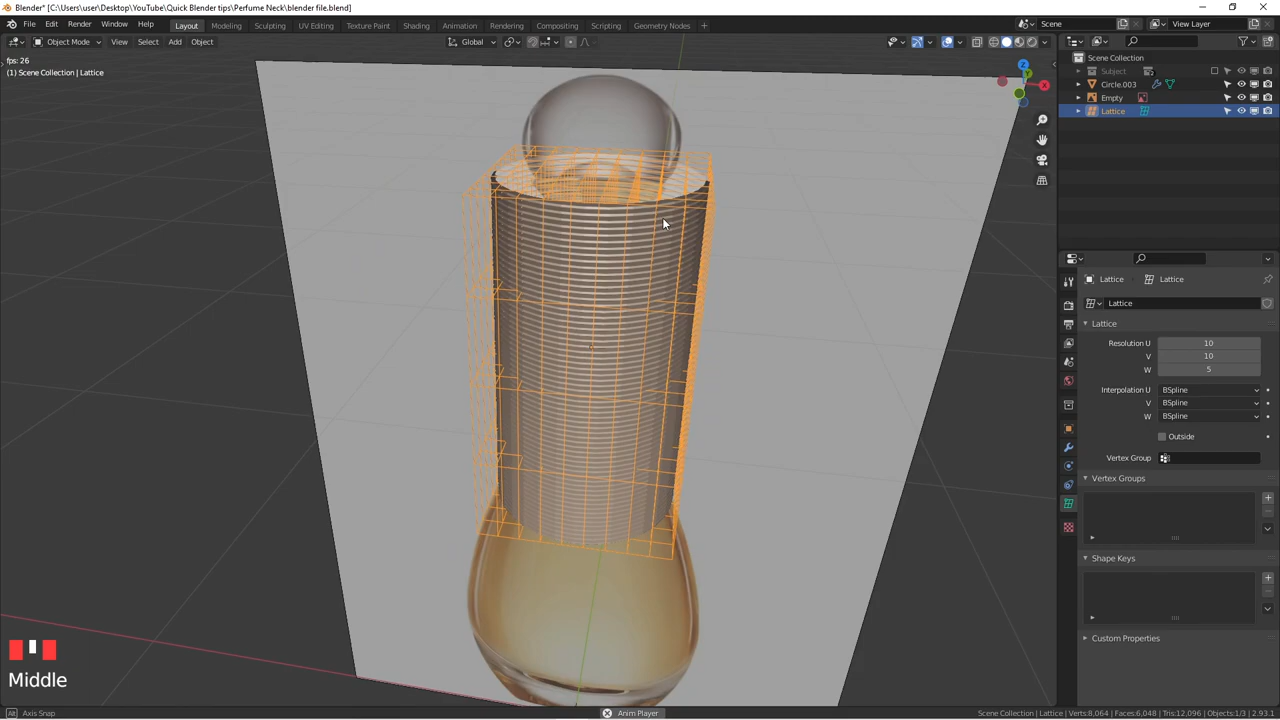 Blender* [C:\Users\user\Desktop\YouTube\Quick Blender tips\Perfume Neck\blender file.blend]
File Edit Render Window Help Layout Modeling Sculpting UV Editing Texture Paint Shading Animation Rendering Compositing Scripting Geometry Nodes + Scene View Layer
Object Mode View Select Add Object Global
fps: 26
(1) Scene Collection | Lattice
Scene Collection
Subject
Circle.003
Empty
Lattice
Lattice Lattice
Lattice
Lattice
Resolution U 10
V 10
W 5
Interpolation U BSpline
V BSpline
W BSpline
Outside
Vertex Group
Vertex Groups
Shape Keys
Custom Properties
Z
X
Middle
Alt Axis Snap
Anim Player
Scene Collection | Lattice | Verts:8,064 | Faces:6,048 | Tris:12,096 | Objects:1/3 | 2.93.1